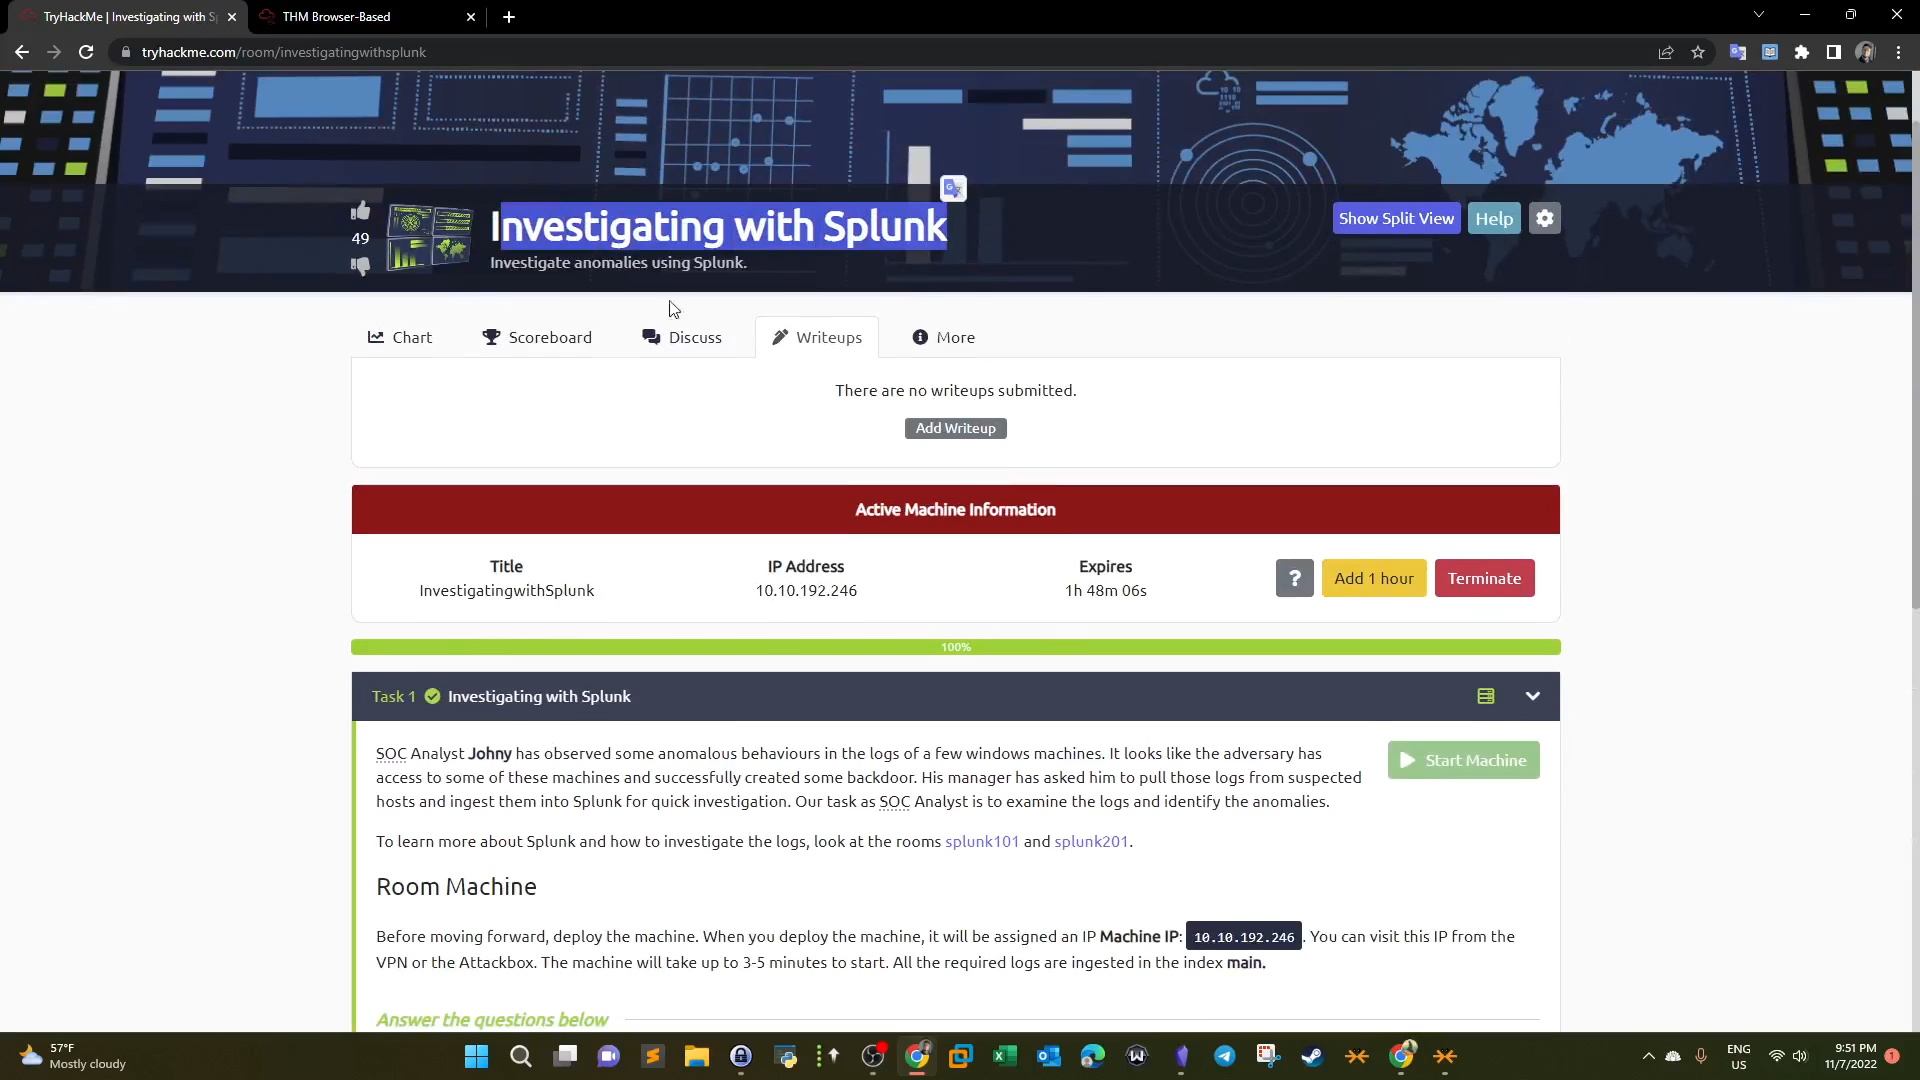 TryHackMe | Investigating with Sp
THM Browser-Based
tryhackme.com/room/investigatingwithsplunk
49
Investigating with Splunk
Investigate anomalies using Splunk.
Show Split View
Help
Chart
Scoreboard
Discuss
Writeups
More
There are no writeups submitted.
Add Writeup
Active Machine Information
Title
IP Address
Expires
InvestigatingwithSplunk
10.10.192.246
1h 48m 06s
?
Add 1 hour
Terminate
100%
Task 1 Investigating with Splunk
SOC Analyst Johny has observed some anomalous behaviours in the logs of a few windows machines. It looks like the adversary has
access to some of these machines and successfully created some backdoor. His manager has asked him to pull those logs from suspected
hosts and ingest them into Splunk for quick investigation. Our task as SOC Analyst is to examine the logs and identify the anomalies.
Start Machine
To learn more about Splunk and how to investigate the logs, look at the rooms splunk101 and splunk201.
Room Machine
Before moving forward, deploy the machine. When you deploy the machine, it will be assigned an IP Machine IP: 10.10.192.246. You can visit this IP from the
VPN or the Attackbox. The machine will take up to 3-5 minutes to start. All the required logs are ingested in the index main.
Answer the questions below
57°F
Mostly cloudy
ENG
US
9:51 PM
11/7/2022
1